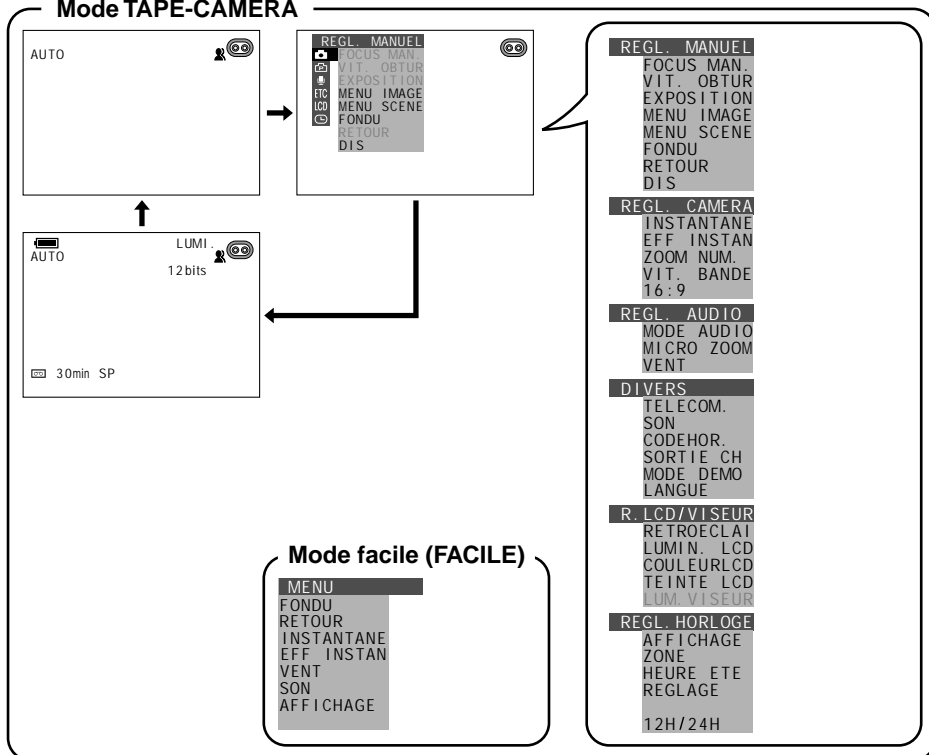 Mode TAPE-CAMERA
AUTO
REGL. MANUEL
FOCUS MAN.
VIT. OBTUR
EXPOSITION
ETC MENU IMAGE
LCD MENU SCENE
FONDU
RETOUR
DIS
AUTO
LUMI.
12bits
30min SP
REGL. MANUEL
FOCUS MAN.
VIT. OBTUR
EXPOSITION
MENU IMAGE
MENU SCENE
FONDU
RETOUR
DIS
REGL. CAMERA
INSTANTANE
EFF INSTAN
ZOOM NUM.
VIT. BANDE
16:9
REGL. AUDIO
MODE AUDIO
MICRO ZOOM
VENT
DIVERS
TELECOM.
SON
CODEHOR.
SORTIE CH
MODE DEMO
LANGUE
R.LCD/VISEUR
RETROECLAI
LUMIN. LCD
COULEURLCD
TEINTE LCD
LUM.VISEUR
REGL.HORLOGE
AFFICHAGE
ZONE
HEURE ETE
REGLAGE
12H/24H
Mode facile (FACILE)
MENU
FONDU
RETOUR
INSTANTANE
EFF INSTAN
VENT
SON
AFFICHAGE